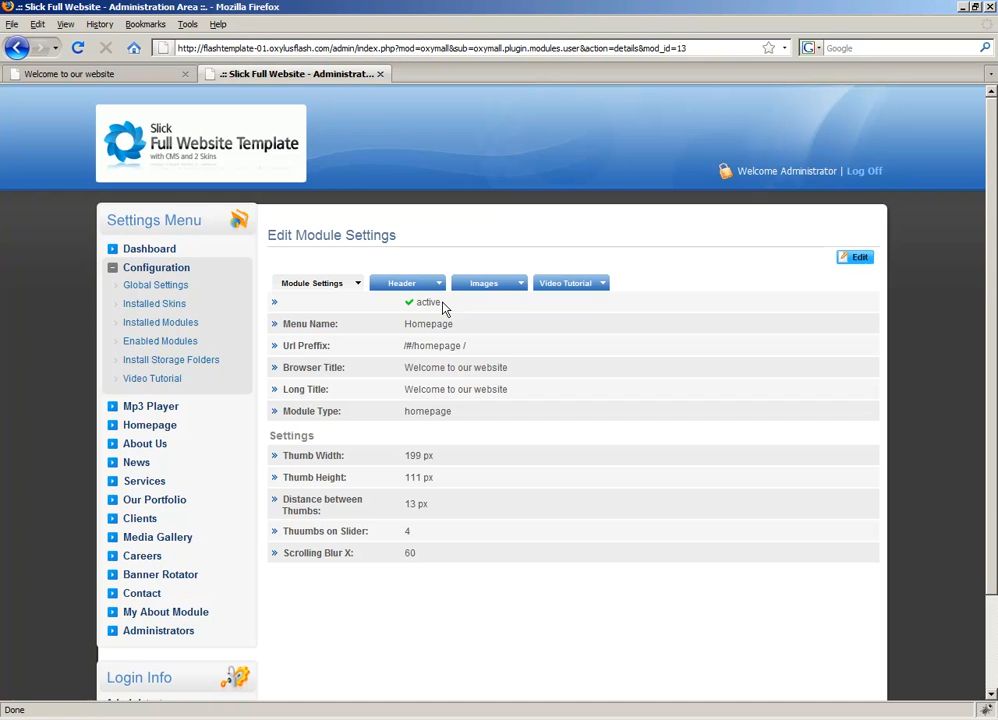 .:: Slick Full Website - Administration Area ::. - Mozilla Firefox
File Edit View History Bookmarks Tools Help
http://flashtemplate-01.oxylusflash.com/admin/index.php?mod=oxymall&sub=oxymall.plugin.modules.user&action=details&mod_id=13
Google
Welcome to our website
.:: Slick Full Website - Administrat...
Slick
Full Website Template
with CMS and 2 Skins
Welcome Administrator | Log Off
Settings Menu
Dashboard
Configuration
Global Settings
Installed Skins
Installed Modules
Enabled Modules
Install Storage Folders
Video Tutorial
Mp3 Player
Homepage
About Us
News
Services
Our Portfolio
Clients
Media Gallery
Careers
Banner Rotator
Contact
My About Module
Administrators
Login Info
Edit Module Settings
Edit
Module Settings Header Images Video Tutorial
active
Menu Name: Homepage
Url Preffix: /#/homepage /
Browser Title: Welcome to our website
Long Title: Welcome to our website
Module Type: homepage
Settings
Thumb Width: 199 px
Thumb Height: 111 px
Distance between
Thumbs: 13 px
Thuumbs on Slider: 4
Scrolling Blur X: 60
Done